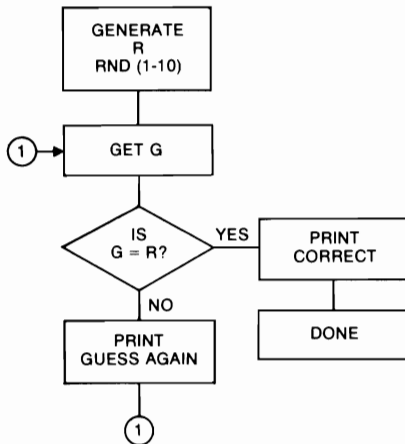 GENERATE
R
RND (1-10)
1
GET G
IS
G = R?
YES
PRINT
CORRECT
NO
DONE
PRINT
GUESS AGAIN
1